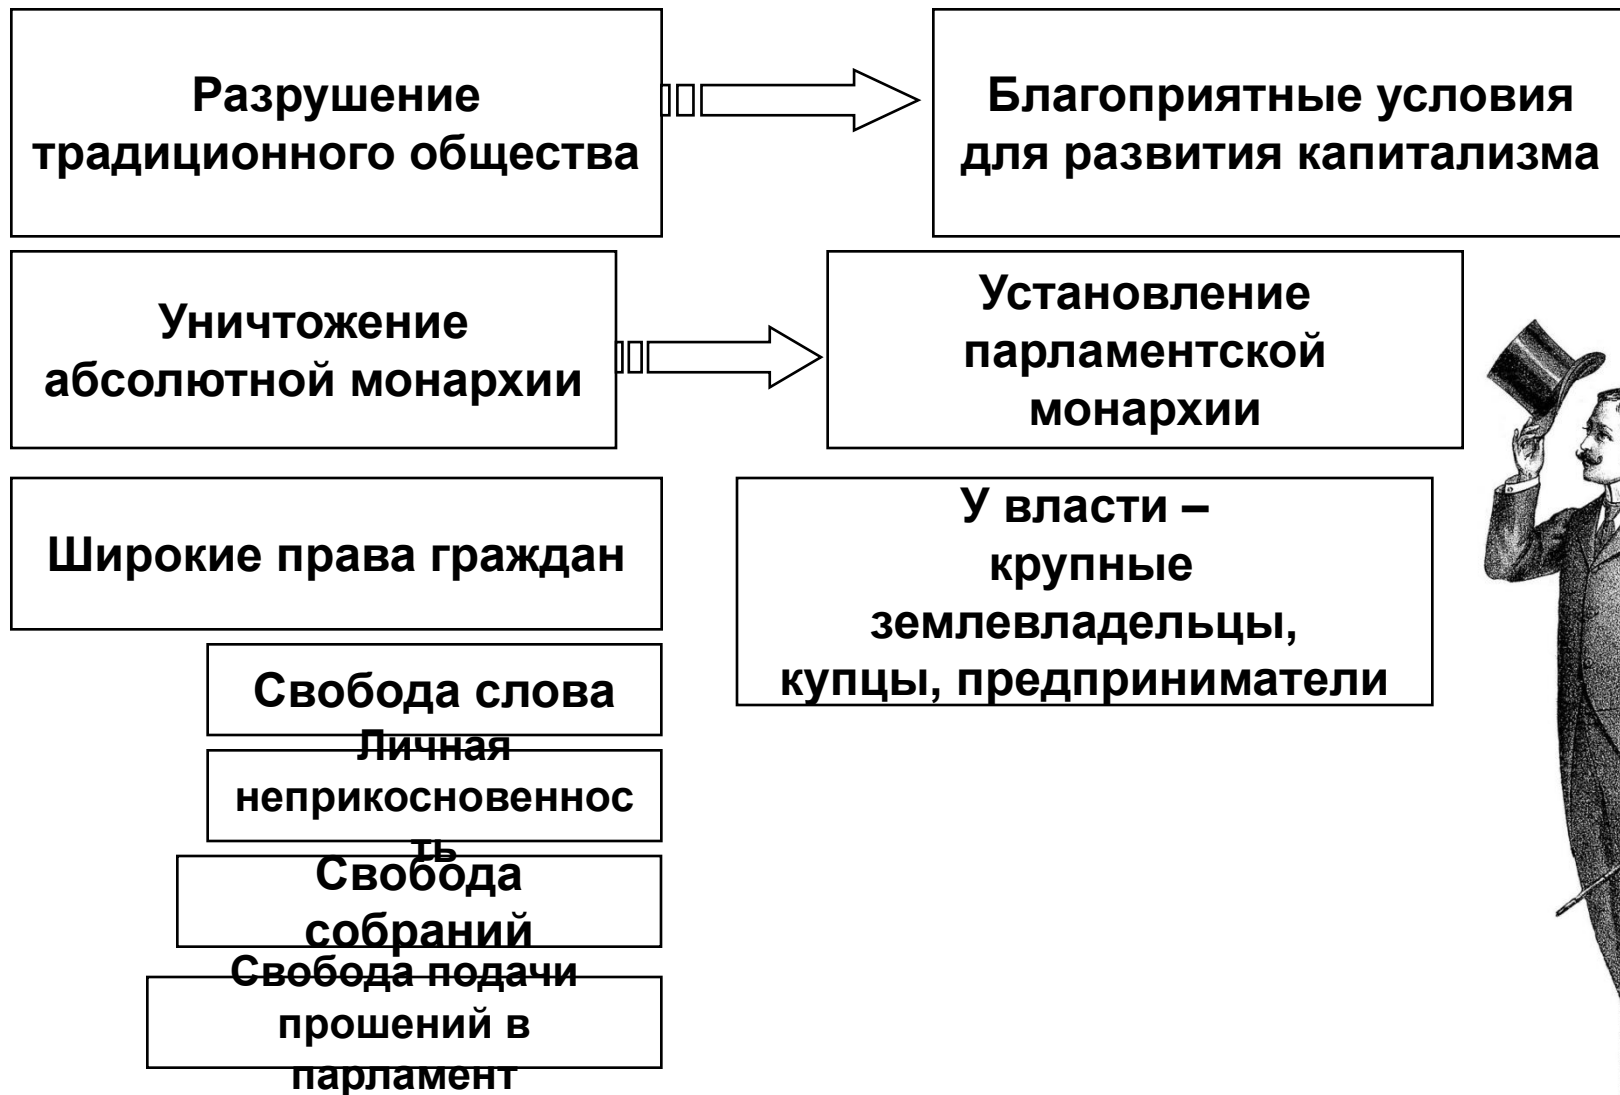 Разрушение
традиционного общества
Благоприятные условия
для развития капитализма
Уничтожение
абсолютной монархии
Установление
парламентской
монархии
Широкие права граждан
У власти –
крупные
землевладельцы,
купцы, предприниматели
Свобода слова
Личная
неприкосновеннос
ть
Свобода
собраний
Свобода подачи
прошений в
парламент